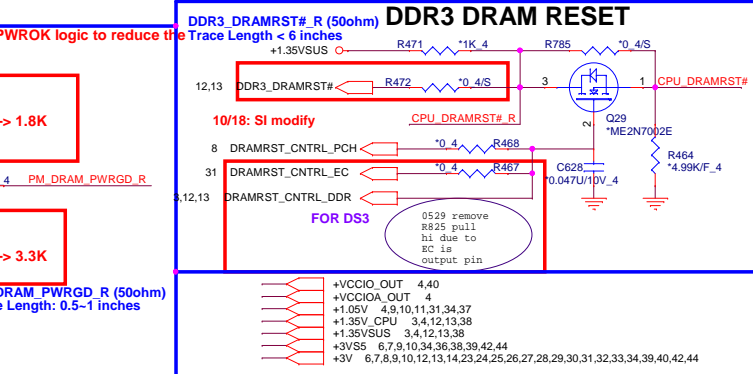 DDR3 DRAM RESET
DDR3_DRAMRST#_R (50ohm)
PWROK logic to reduce the Trace Length < 6 inches
+1.35VSUS
R471
*1K_4
R785
*0_4/S
-> 1.8K
12,13 DDR3_DRAMRST#
R472
*0_4/S
3
1
CPU_DRAMRST#
10/18: SI modify
CPU_DRAMRST#_R
2
Q29
*ME2N7002E
8 DRAMRST_CNTRL_PCH
*0_4
R468
31 DRAMRST_CNTRL_EC
*0_4
R467
C628
*0.047U/10V_4
R464
*4.99K/F_4
4 PM_DRAM_PWRGD_R
3,12,13 DRAMRST_CNTRL_DDR
FOR DS3
0529 remove
R825 pull
hi due to
EC is
output pin
-> 3.3K
DRAM_PWRGD_R (50ohm)
e Length: 0.5~1 inches
+VCCIO_OUT 4,40
+VCCIOA_OUT 4
+1.05V 4,9,10,11,31,34,37
+1.35V_CPU 3,4,12,13,38
+1.35VSUS 3,4,12,13,38
+3VS5 6,7,9,10,34,36,38,39,42,44
+3V 6,7,8,9,10,12,13,14,23,24,25,26,27,28,29,30,31,32,33,34,39,40,42,44